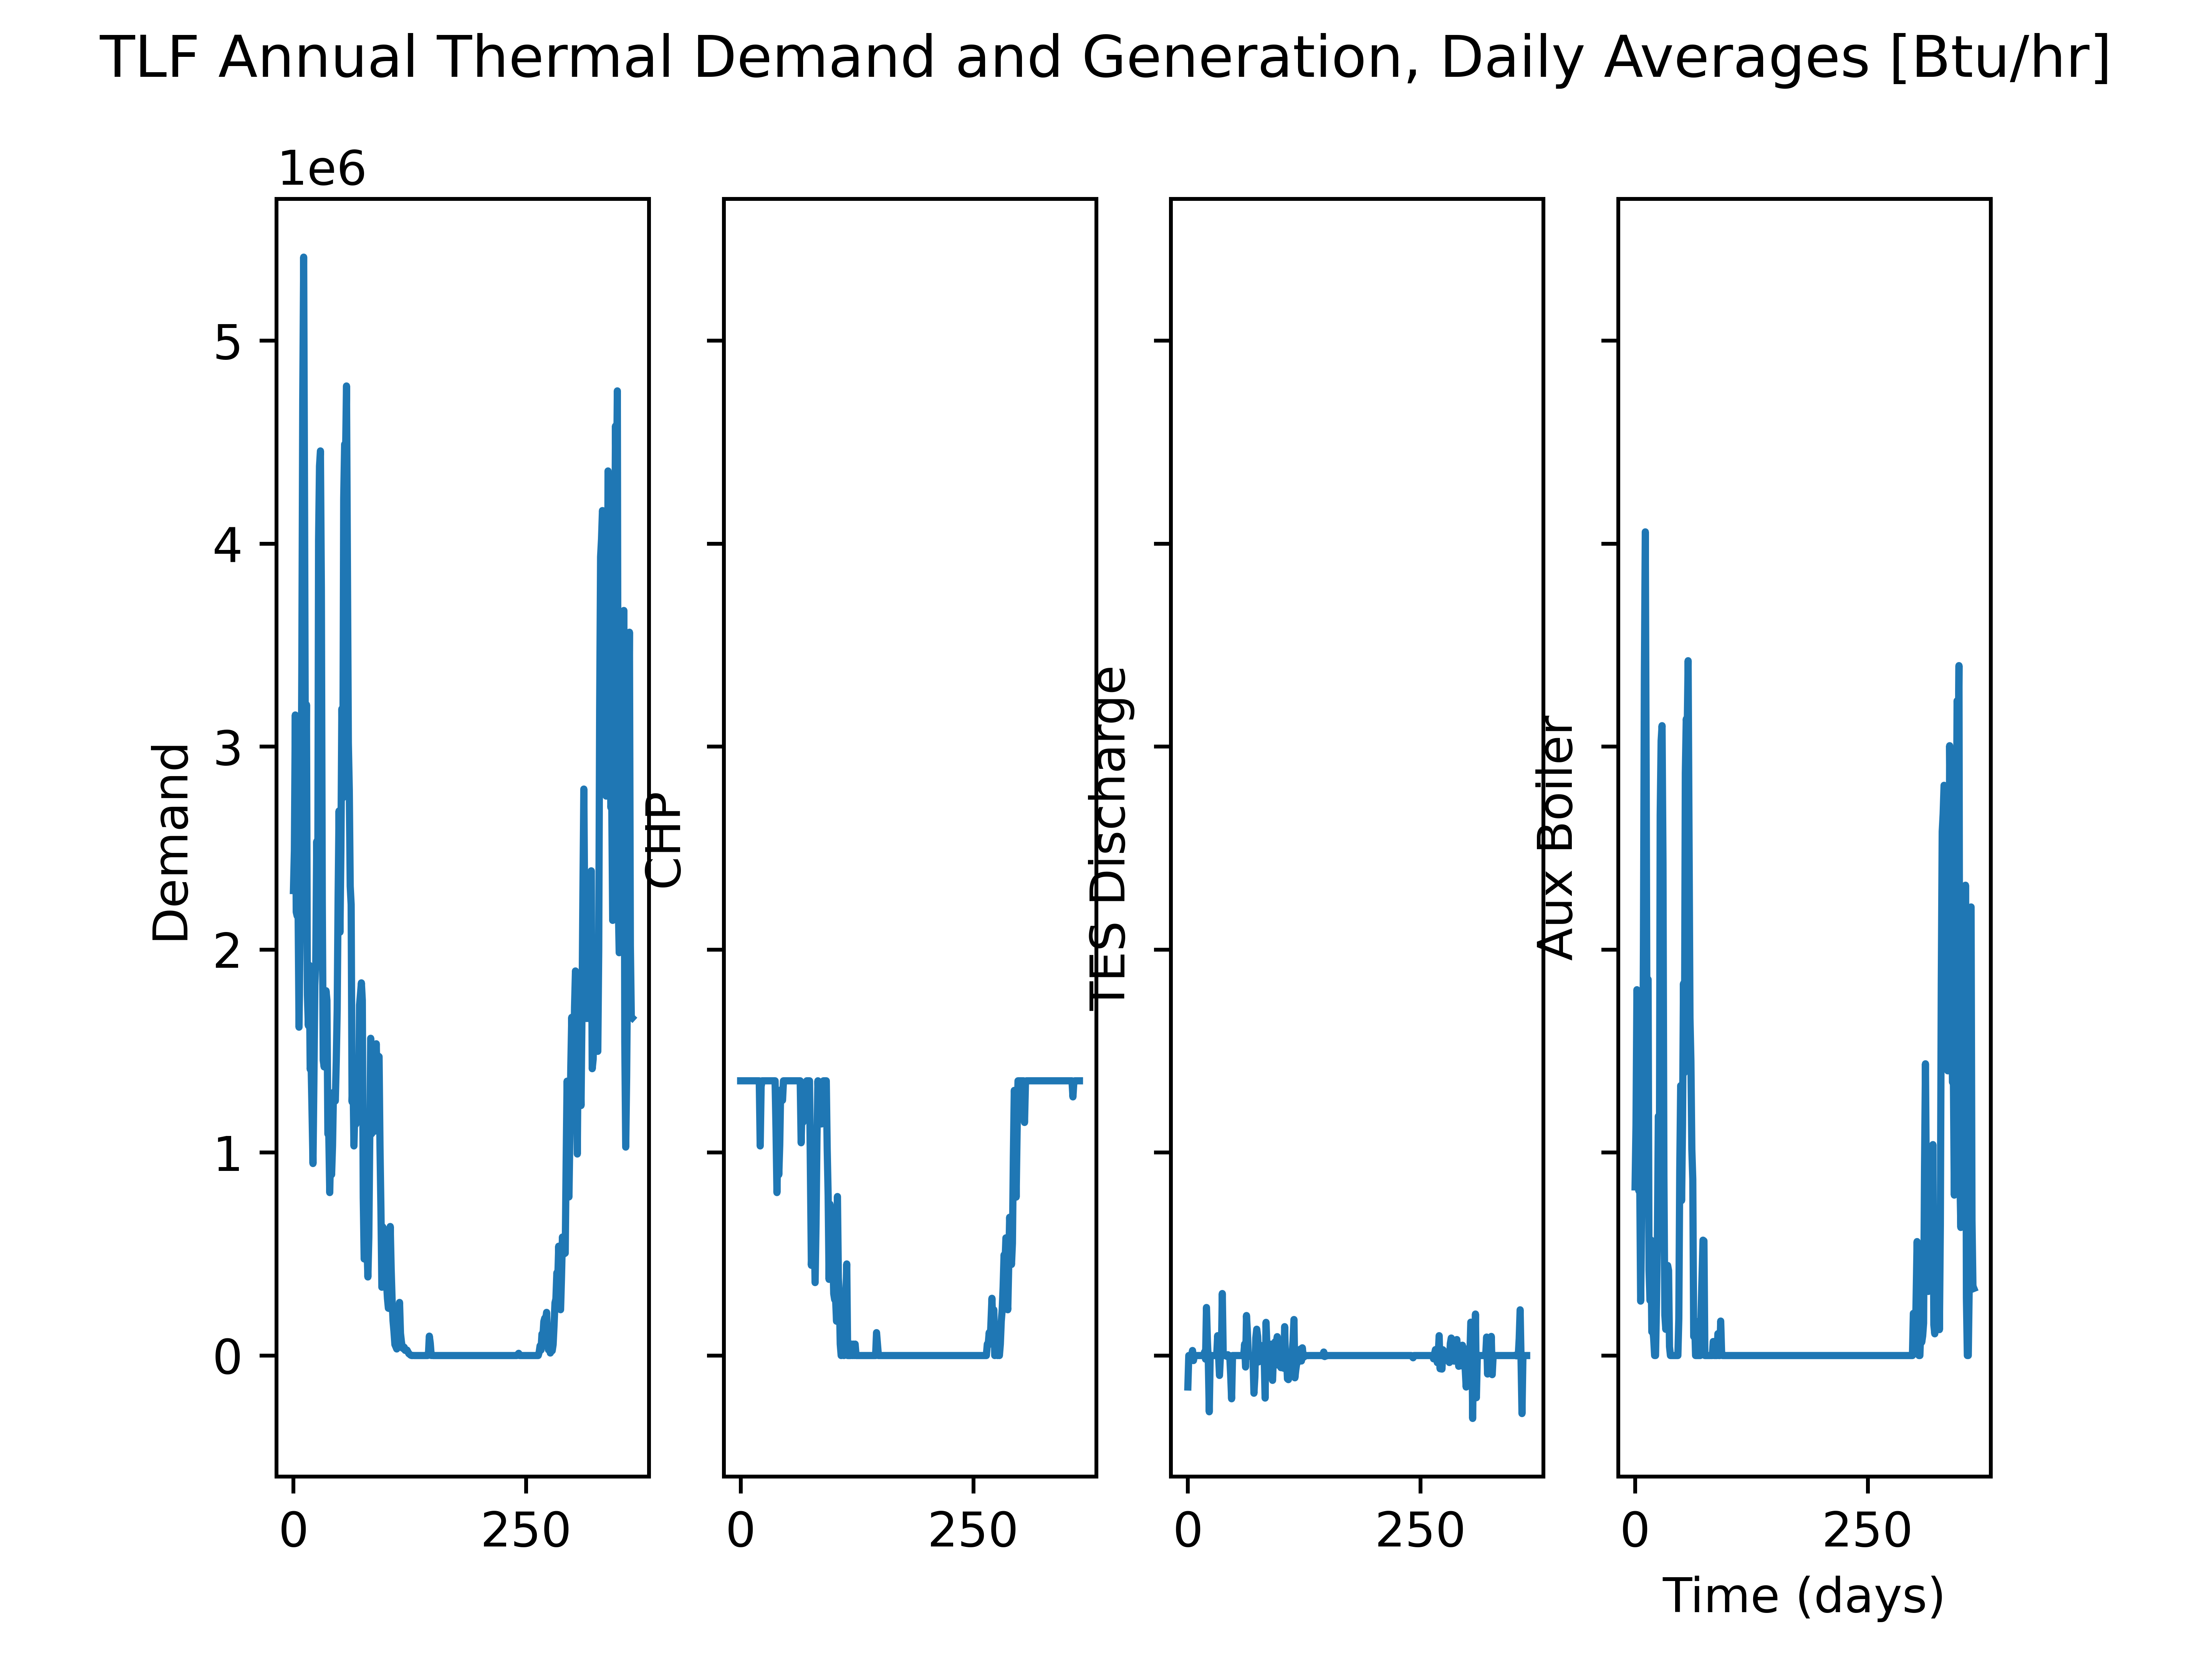 TLF Annual Thermal Demand and Generation, Daily Averages [Btu/hr]
1e6
5
4
3
2
1
0
Demand
CHP
TES Discharge
Aux Boiler
0 250
0 250
0 250
0 250
Time (days)